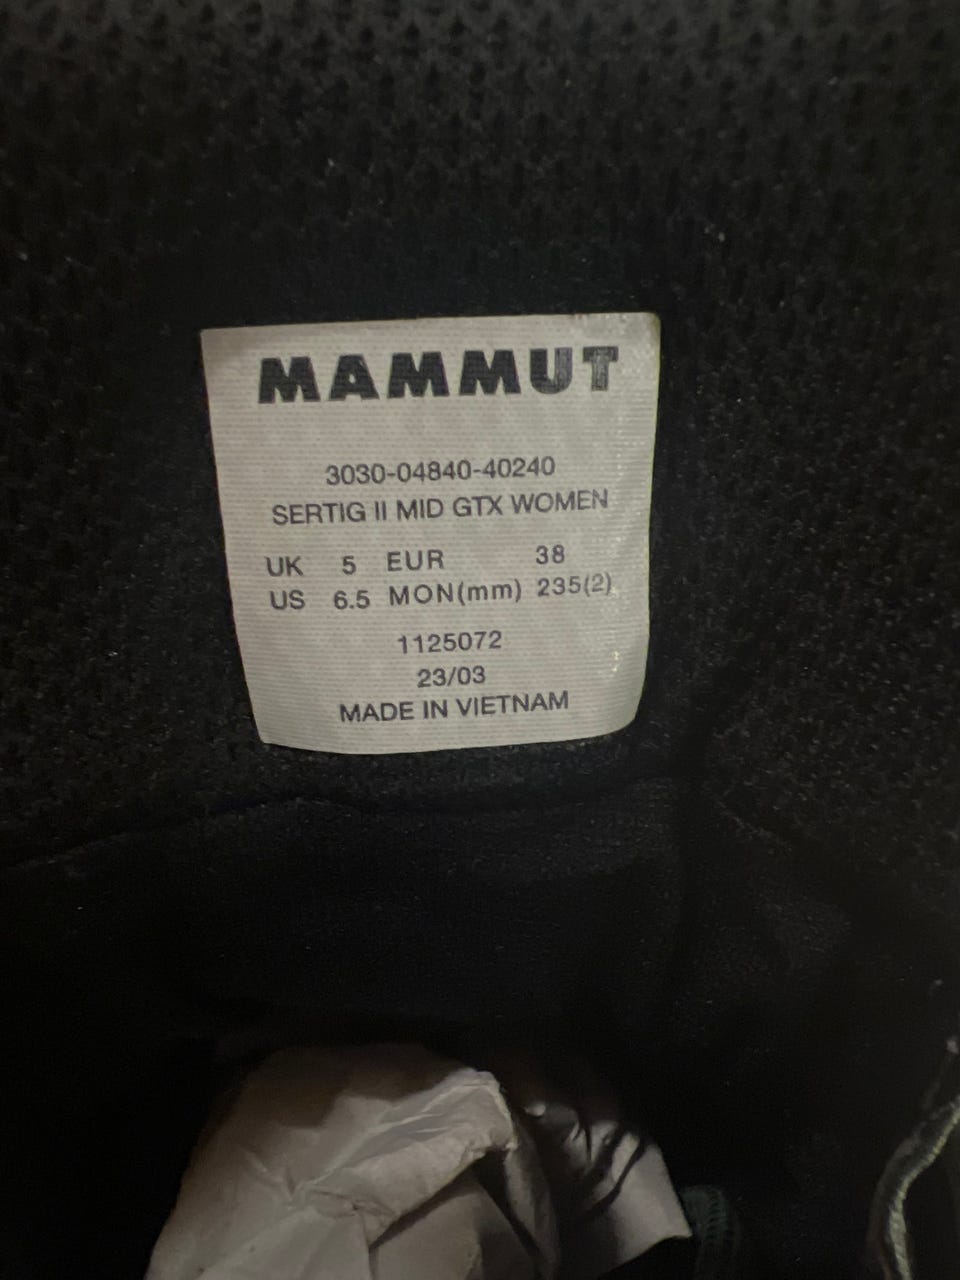 MAMMUT
3030-04840-40240
SERTIG II MID GTX WOMEN
UK 5 EUR 38
US 6.5 MON(mm) 235(2)
1125072
23/03
MADE IN VIETNAM